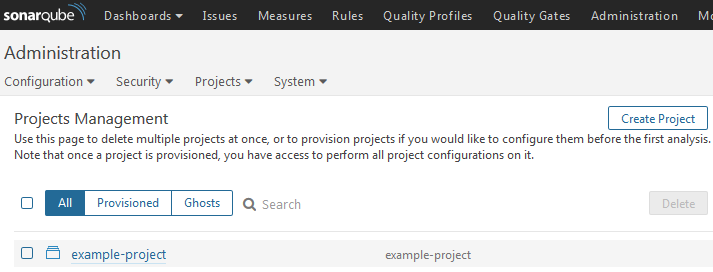 sonarqube Dashboards Issues Measures Rules Quality Profiles Quality Gates Administration Mo
Administration
Configuration Security Projects System
Projects Management Create Project
Use this page to delete multiple projects at once, or to provision projects if you would like to configure them before the first analysis.
Note that once a project is provisioned, you have access to perform all project configurations on it.
All Provisioned Ghosts Search Delete
example-project example-project